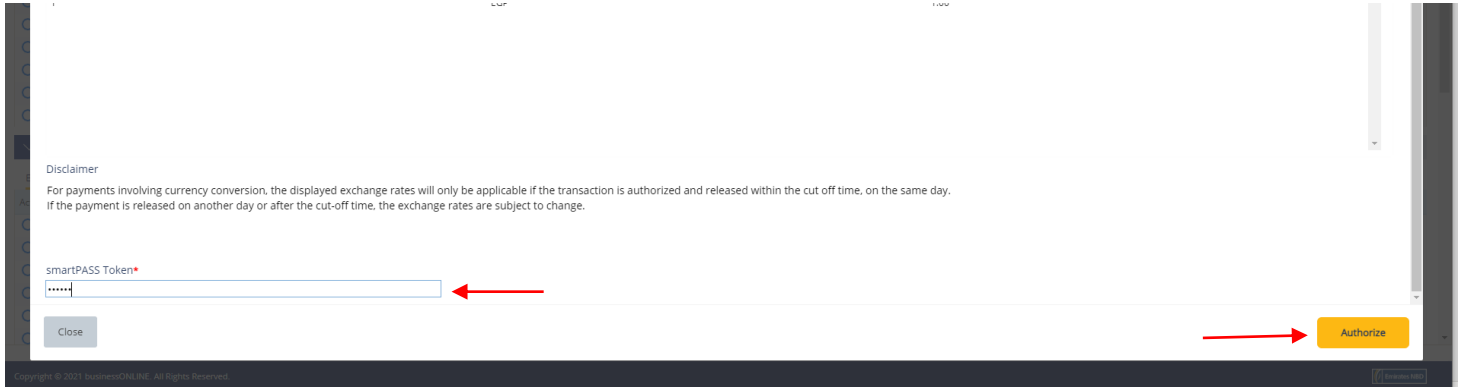 Disclaimer
For payments involving currency conversion, the displayed exchange rates will only be applicable if the transaction is authorized and released within the cut off time, on the same day.
If the payment is released on another day or after the cut-off time, the exchange rates are subject to change.
smartPASS Token*
••••••
Close
Authorize
Copyright © 2021 businessONLINE. All Rights Reserved.
Emirates NBD